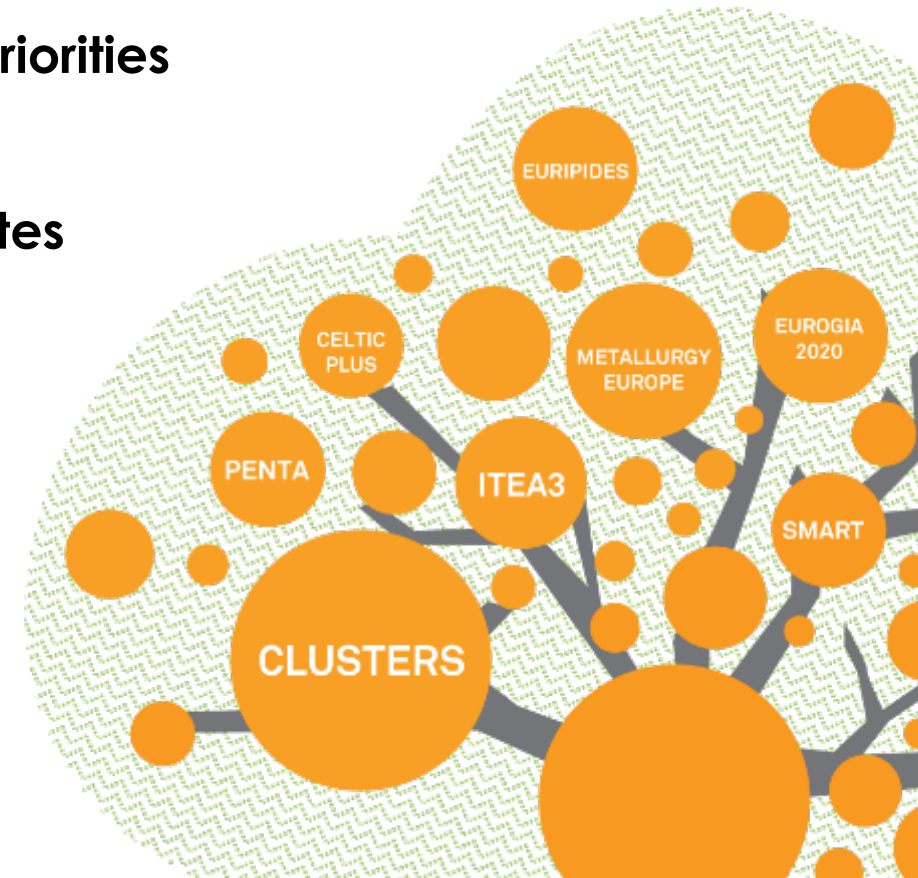 riorities
tes
EURIPIDES
CELTIC
PLUS
METALLURGY
EUROPE
EUROGIA
2020
PENTA
ITEA3
SMART
CLUSTERS